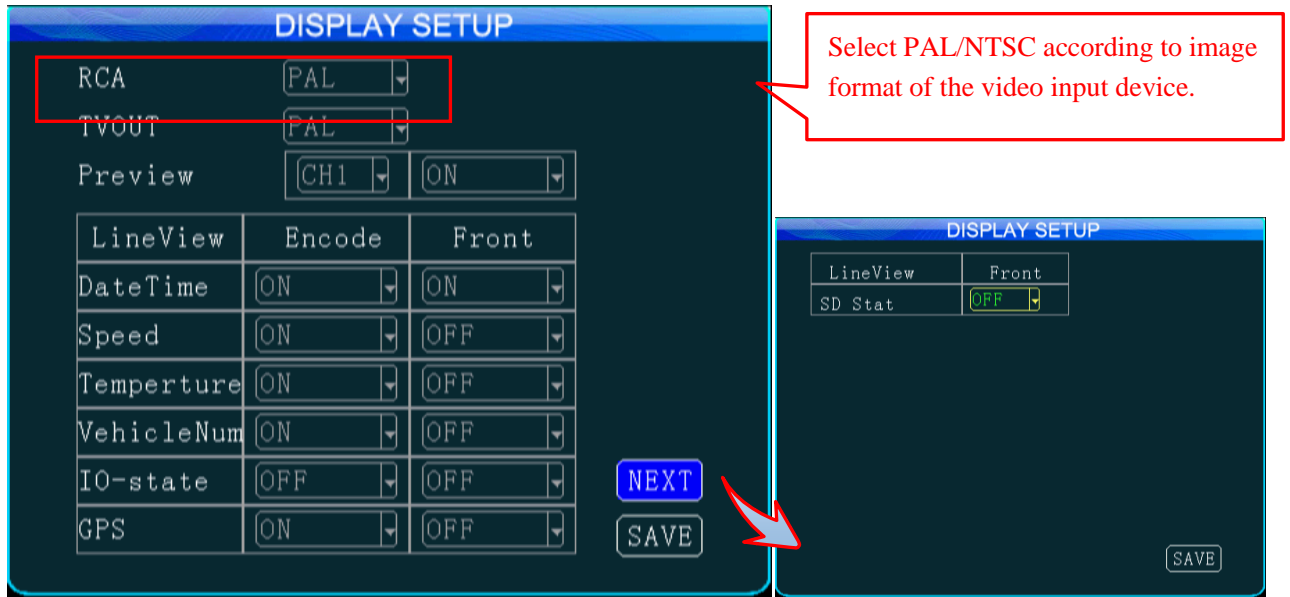 DISPLAY SETUP
RCA PAL
TVOUT PAL
Preview CH1 ON
LineView Encode Front
DateTime ON ON
Speed ON OFF
Temperture ON OFF
VehicleNum ON OFF
IO-state OFF OFF
GPS ON OFF
NEXT
SAVE
Select PAL/NTSC according to image
format of the video input device.
DISPLAY SETUP
LineView Front
SD Stat OFF
SAVE